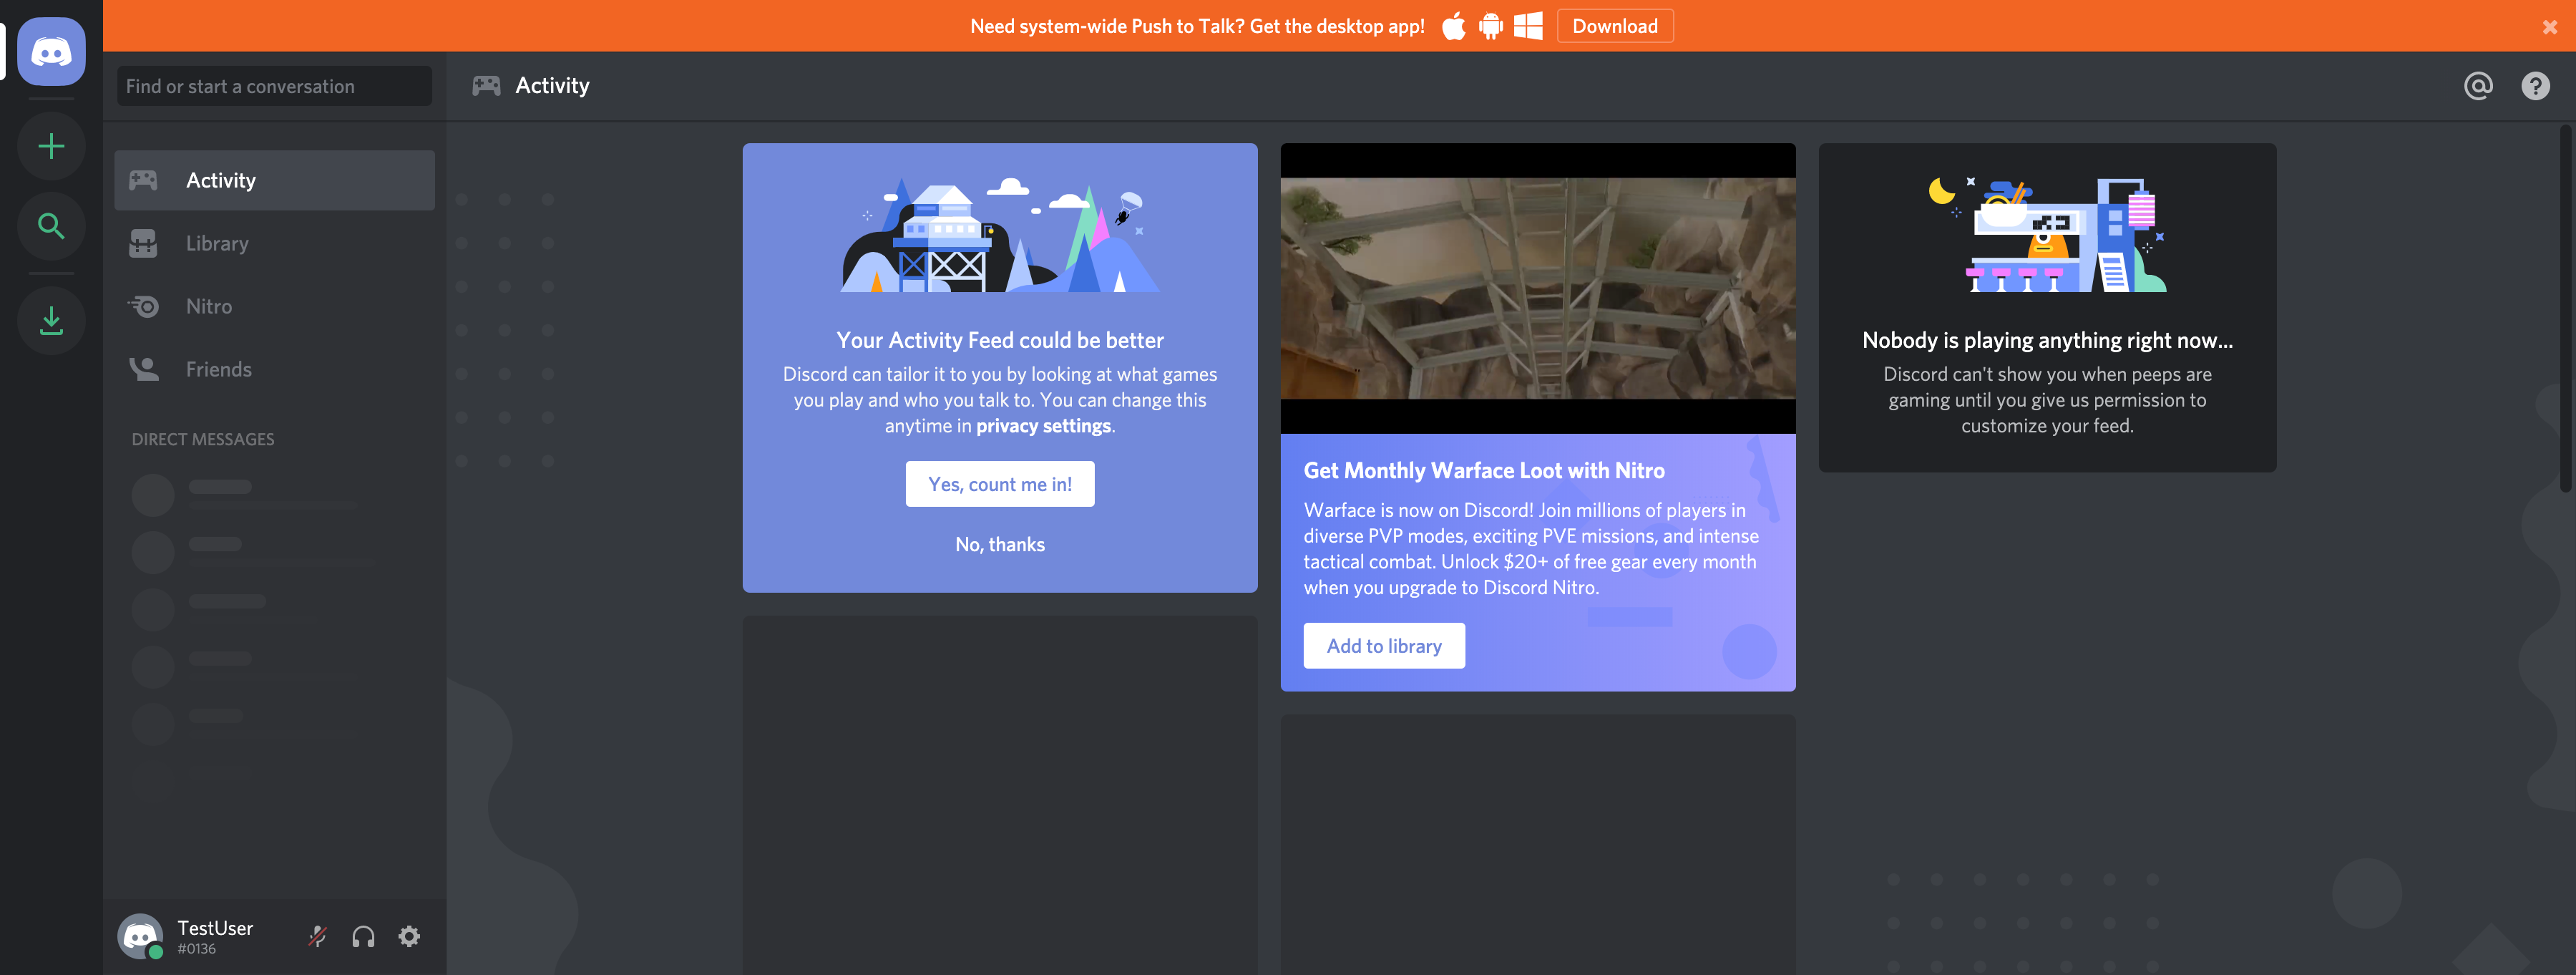 Need system-wide Push to Talk? Get the desktop app!
Download
Find or start a conversation
Activity
Activity
Library
Nitro
Friends
DIRECT MESSAGES
TestUser
#0136
Your Activity Feed could be better
Discord can tailor it to you by looking at what games
you play and who you talk to. You can change this
anytime in privacy settings.
Yes, count me in!
No, thanks
Get Monthly Warface Loot with Nitro
Warface is now on Discord! Join millions of players in
diverse PVP modes, exciting PVE missions, and intense
tactical combat. Unlock $20+ of free gear every month
when you upgrade to Discord Nitro.
Add to library
Nobody is playing anything right now...
Discord can't show you when peeps are
gaming until you give us permission to
customize your feed.